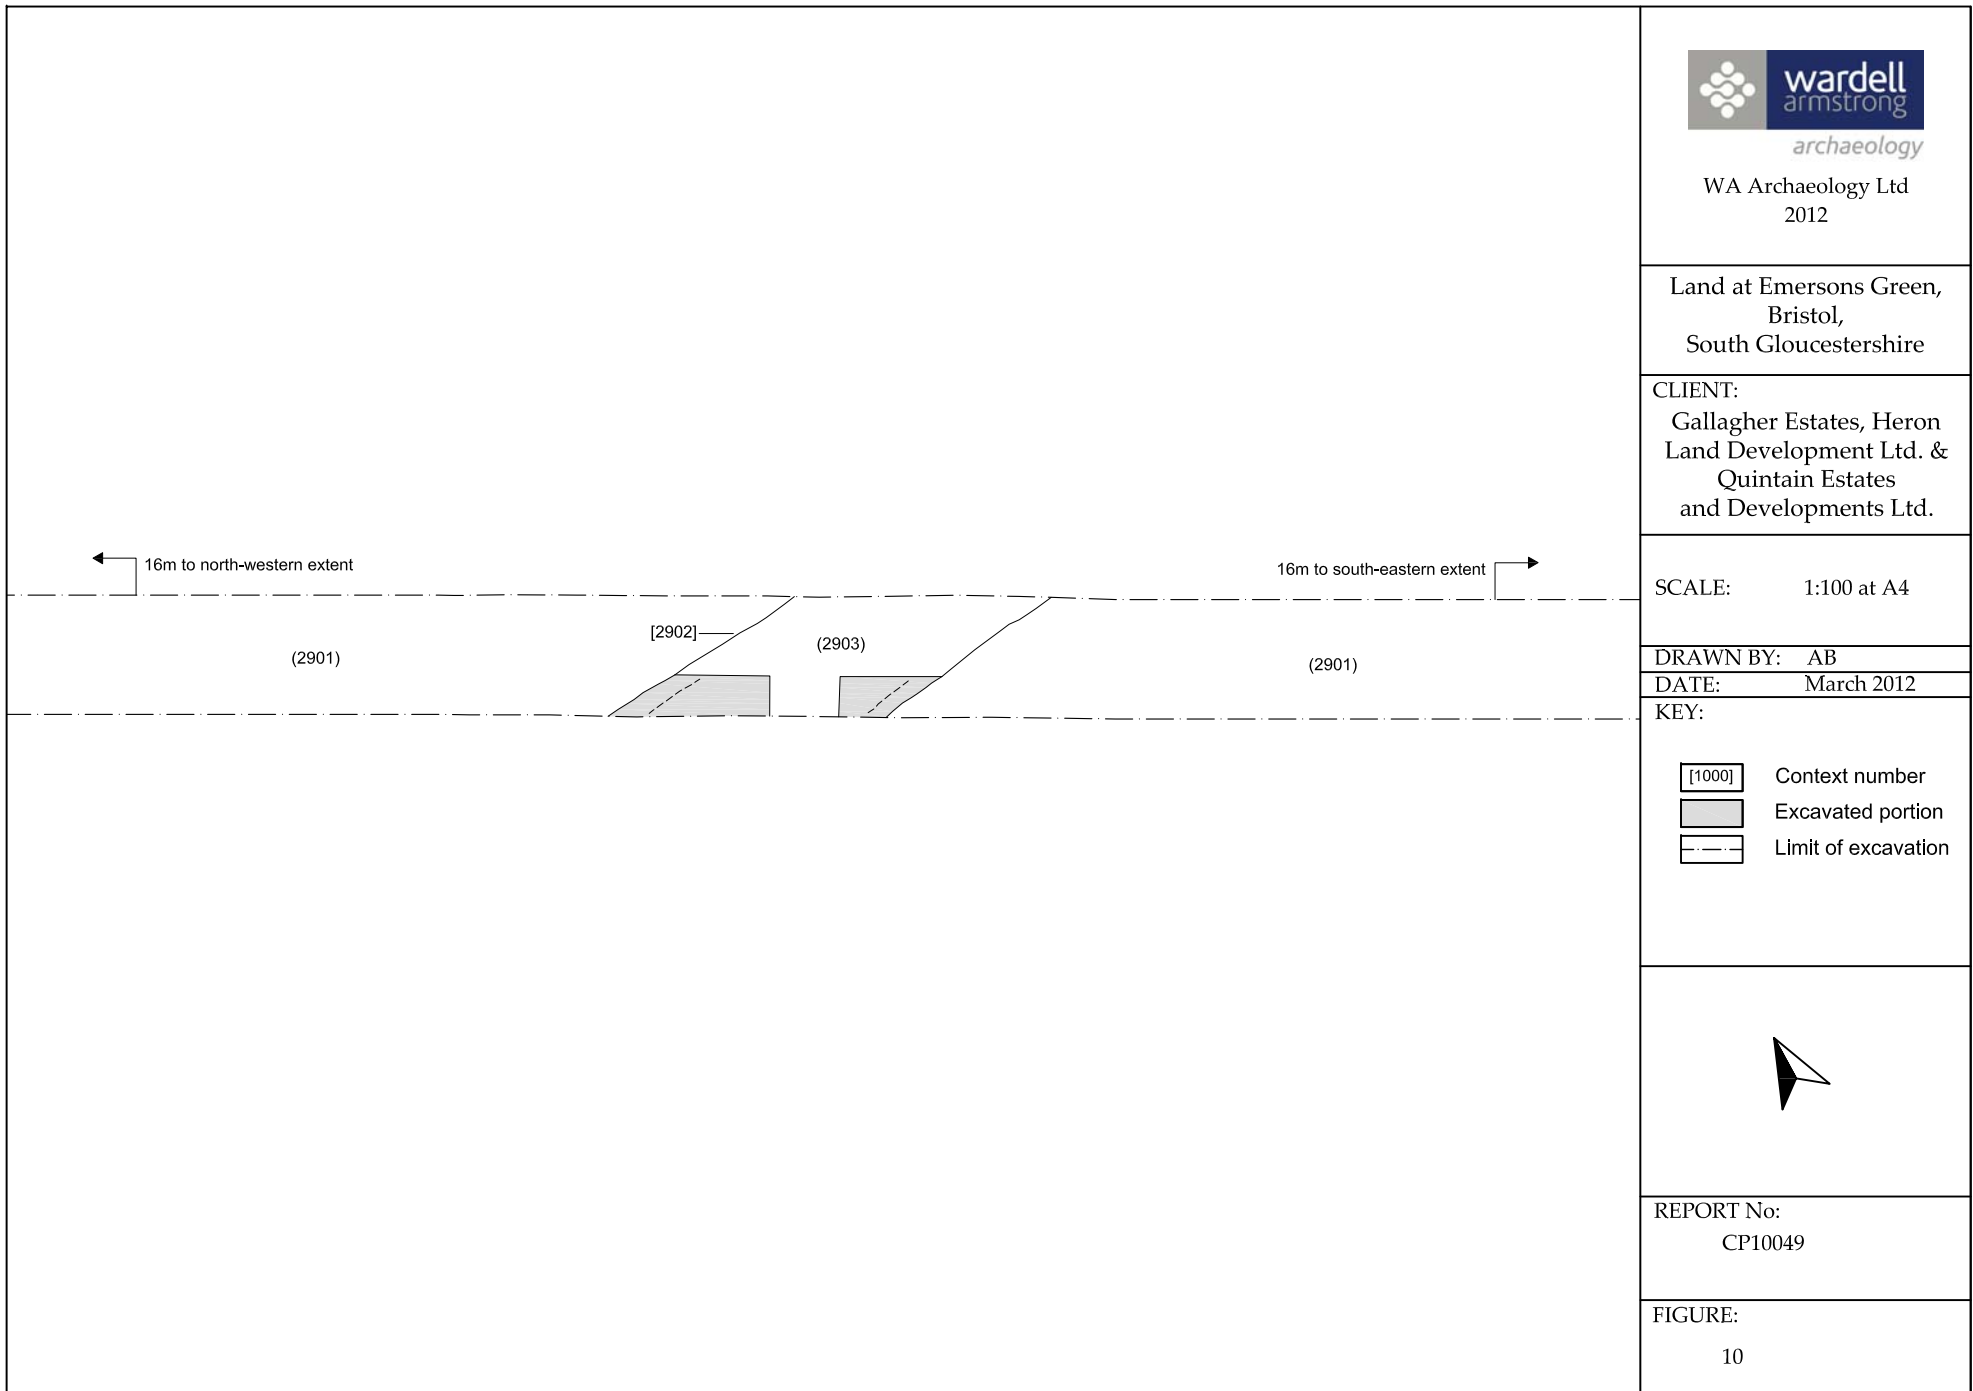 16m to north-western extent
16m to south-eastern extent
[2902]
(2903)
(2901)
(2901)
wardell
armstrong
archaeology
WA Archaeology Ltd
2012
Land at Emersons Green,
Bristol,
South Gloucestershire
CLIENT:
Gallagher Estates, Heron
Land Development Ltd. &
Quintain Estates
and Developments Ltd.
SCALE: 1:100 at A4
DRAWN BY: AB
DATE: March 2012
KEY:
[1000] Context number
Excavated portion
Limit of excavation
REPORT No:
CP10049
FIGURE:
10